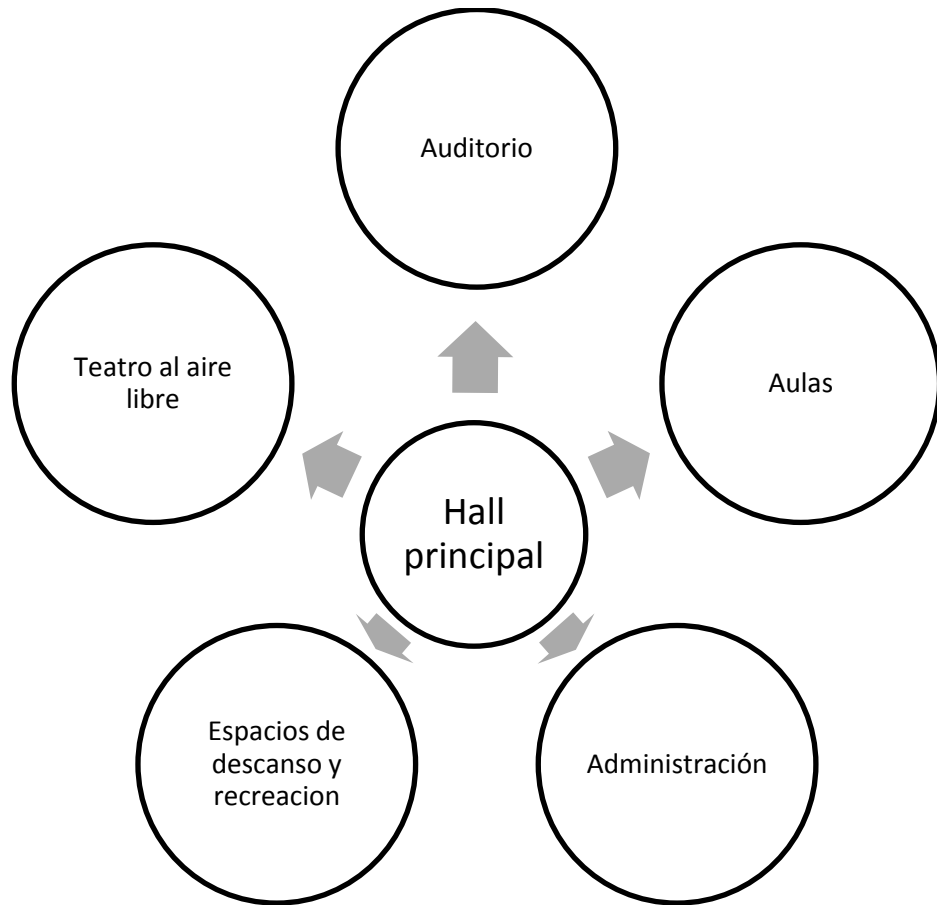 Auditorio
Teatro al aire
libre
Aulas
Hall
principal
Espacios de
descanso y
recreacion
Administración